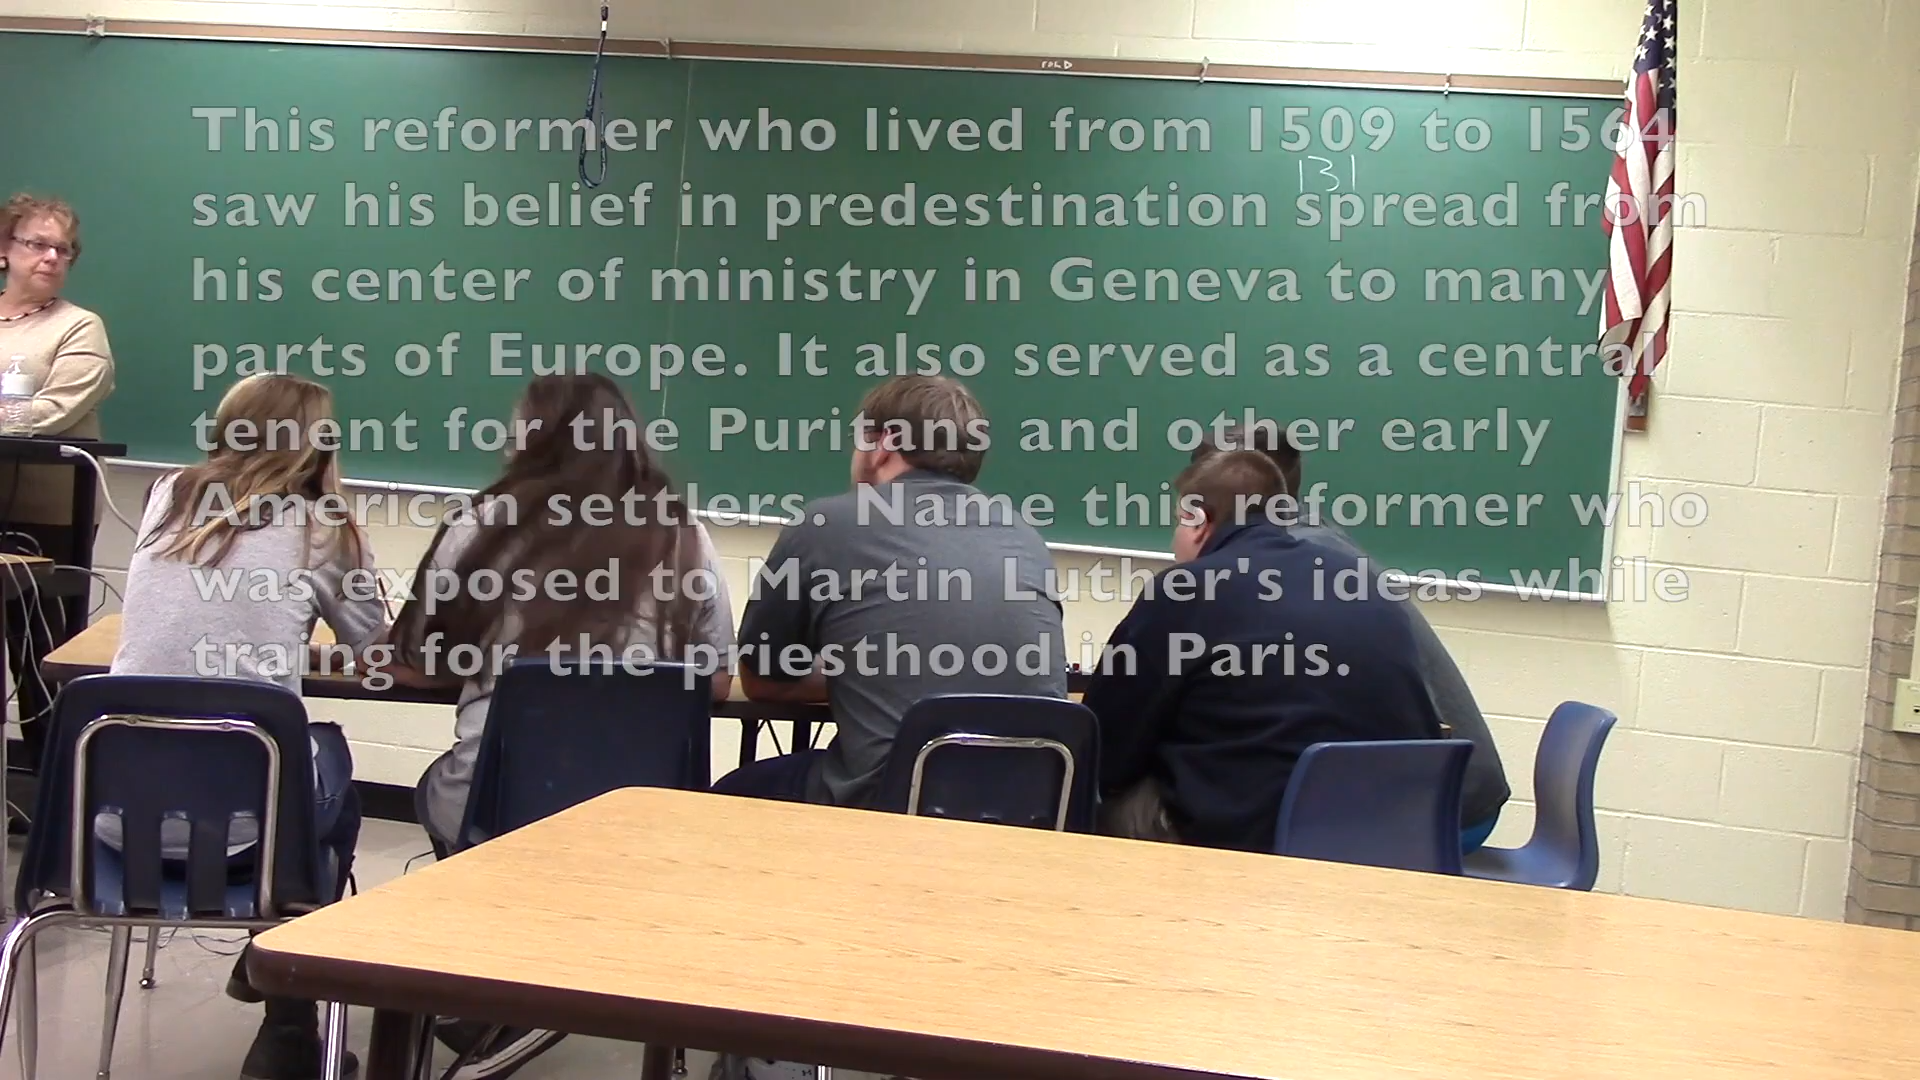 This reformer who lived from 1509 to 1564
131
saw his belief in predestination spread from
his center of ministry in Geneva to many
parts of Europe. It also served as a central
tenent for the Puritans and other early
American settlers. Name this reformer who
was exposed to Martin Luther's ideas while
traing for the priesthood in Paris.